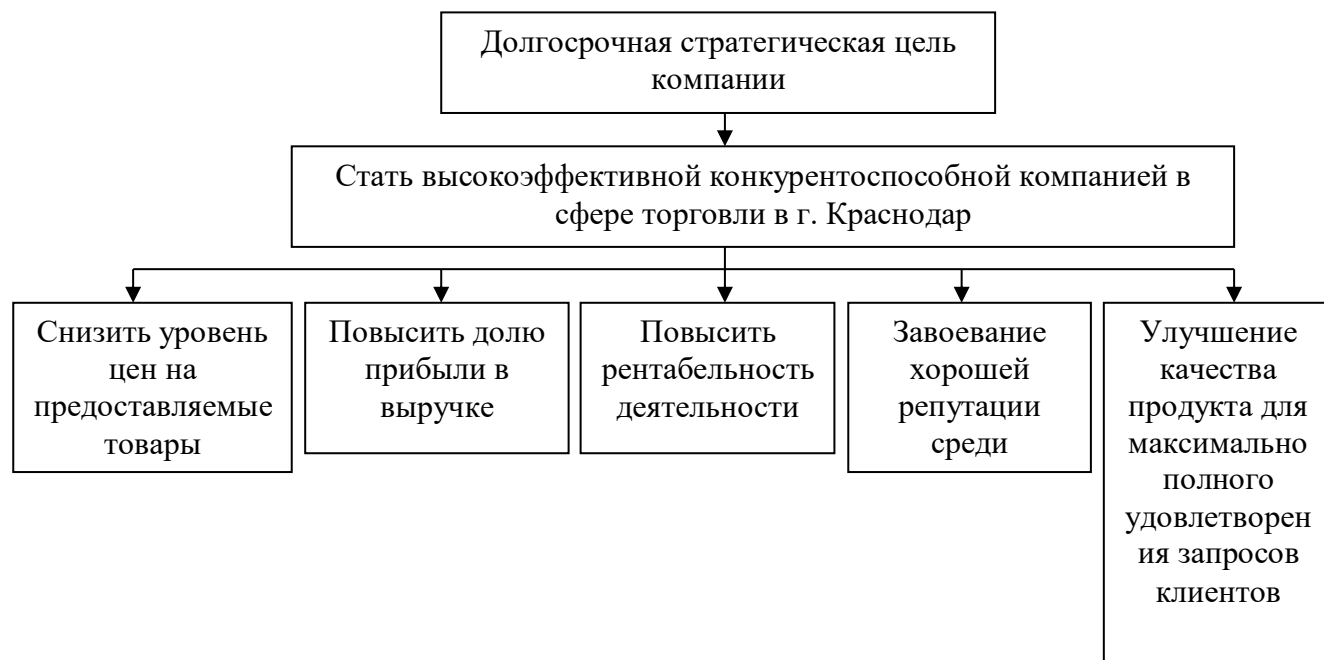 Долгосрочная стратегическая цель
компании
Стать высокоэффективной конкурентоспособной компанией в
сфере торговли в г. Краснодар
Снизить уровень
цен на
предоставляемые
товары
Повысить долю
прибыли в
выручке
Повысить
рентабельность
деятельности
Завоевание
хорошей
репутации
среди
Улучшение
качества
продукта для
максимально
полного
удовлетворен
ия запросов
клиентов